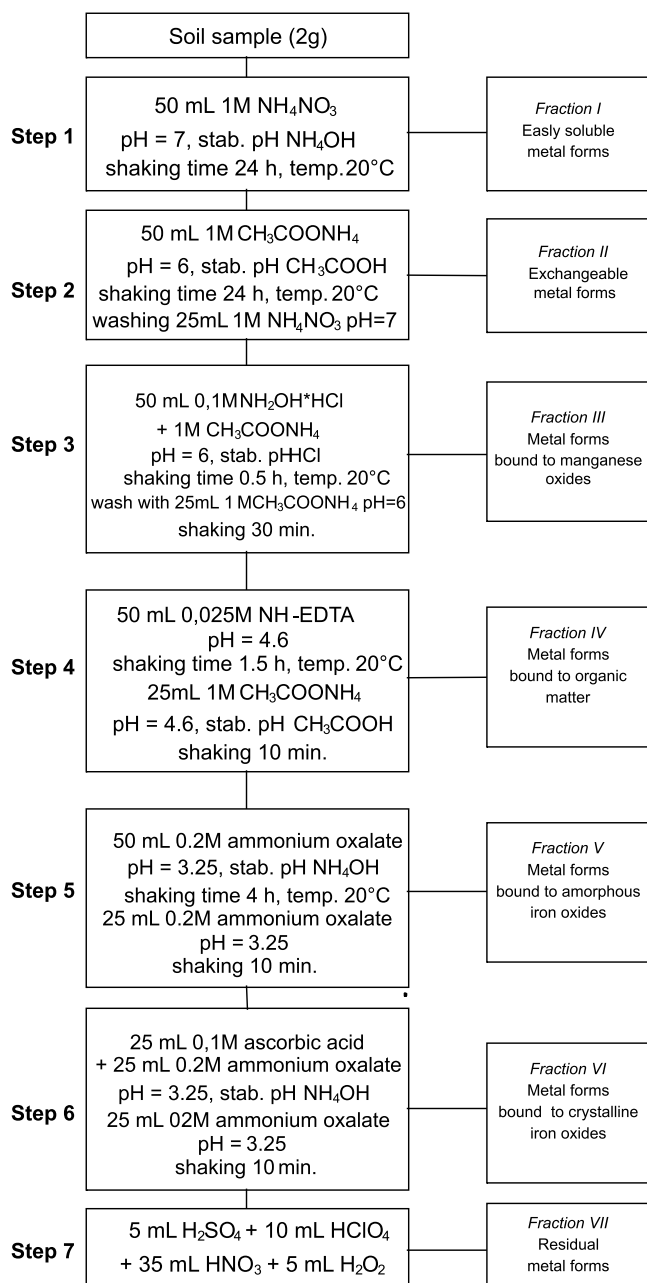 Soil sample (2g)
Step 1
50 mL 1M NH₄NO₃
pH = 7, stab. pH NH₄OH
shaking time 24 h, temp.20°C
Fraction I
Easly soluble
metal forms
Step 2
50 mL 1M CH₃COONH₄
pH = 6, stab. pH CH₃COOH
shaking time 24 h, temp. 20°C
washing 25mL 1M NH₄NO₃ pH=7
Fraction II
Exchangeable
metal forms
Step 3
50 mL 0,1MNH₂OH*HCl
+ 1M CH₃COONH₄
pH = 6, stab. pHHCl
shaking time 0.5 h, temp. 20°C
wash with 25mL 1 MCH₃COONH₄ pH=6
shaking 30 min.
Fraction III
Metal forms
bound to manganese
oxides
Step 4
50 mL 0,025M NH -EDTA
pH = 4.6
shaking time 1.5 h, temp. 20°C
25mL 1M CH₃COONH₄
pH = 4.6, stab. pH CH₃COOH
shaking 10 min.
Fraction IV
Metal forms
bound to organic
matter
Step 5
50 mL 0.2M ammonium oxalate
pH = 3.25, stab. pH NH₄OH
shaking time 4 h, temp. 20°C
25 mL 0.2M ammonium oxalate
pH = 3.25
shaking 10 min.
Fraction V
Metal forms
bound to amorphous
iron oxides
Step 6
25 mL 0,1M ascorbic acid
+ 25 mL 0.2M ammonium oxalate
pH = 3.25, stab. pH NH₄OH
25 mL 02M ammonium oxalate
pH = 3.25
shaking 10 min.
Fraction VI
Metal forms
bound to crystalline
iron oxides
Step 7
5 mL H₂SO₄ + 10 mL HClO₄
+ 35 mL HNO₃ + 5 mL H₂O₂
Fraction VII
Residual
metal forms